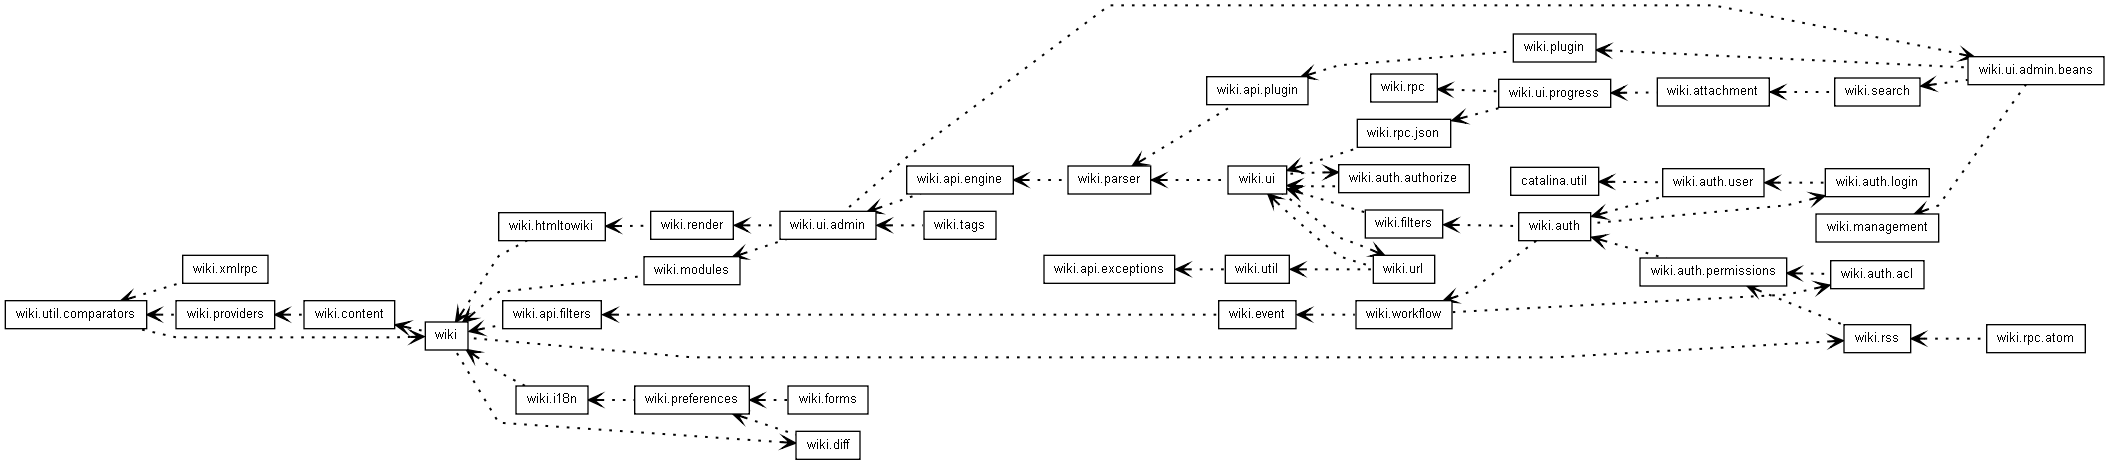 wiki.plugin
wiki.ui.admin.beans
wiki.api.plugin
wiki.rpc
wiki.ui.progress
wiki.attachment
wiki.search
wiki.rpc.json
wiki.api.engine
wiki.parser
wiki.ui
wiki.auth.authorize
catalina.util
wiki.auth.user
wiki.auth.login
wiki.htmltowiki
wiki.render
wiki.ui.admin
wiki.tags
wiki.filters
wiki.auth
wiki.management
wiki.xmlrpc
wiki.modules
wiki.api.exceptions
wiki.util
wiki.url
wiki.auth.permissions
wiki.auth.acl
wiki.util.comparators
wiki.providers
wiki.content
wiki
wiki.api.filters
wiki.event
wiki.workflow
wiki.rss
wiki.rpc.atom
wiki.i18n
wiki.preferences
wiki.forms
wiki.diff